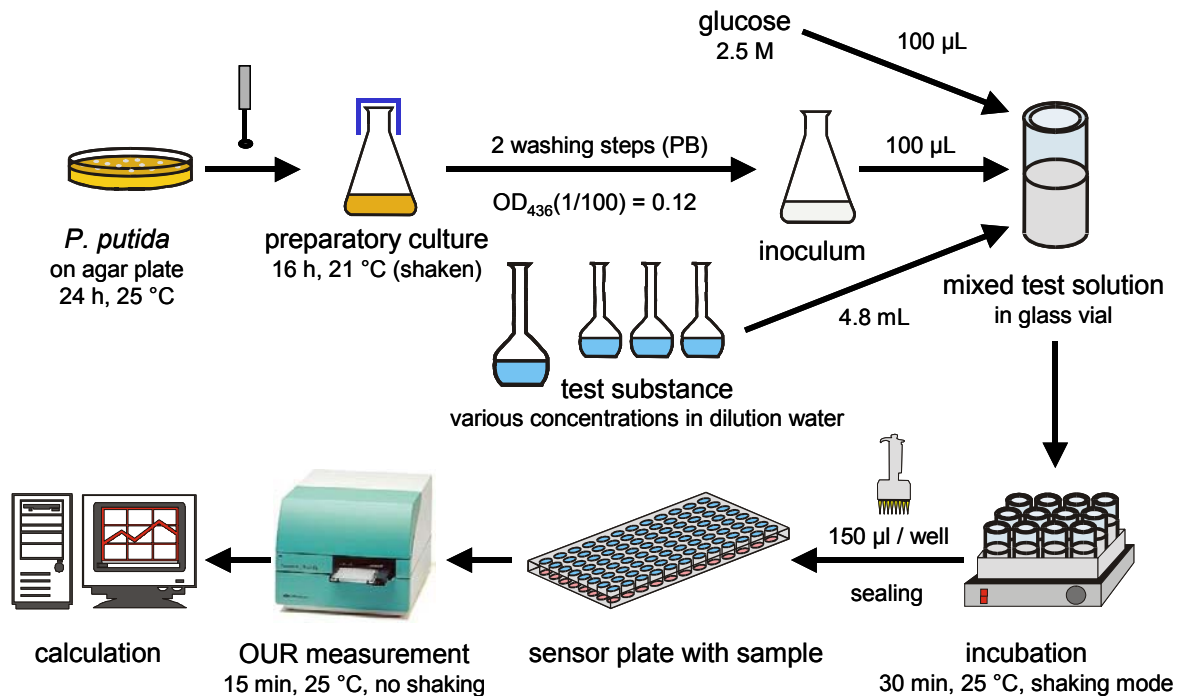 glucose
2.5 M
100 µL
2 washing steps (PB)
OD436(1/100) = 0.12
100 µL
P. putida
on agar plate
24 h, 25 °C
preparatory culture
16 h, 21 °C (shaken)
inoculum
4.8 mL
mixed test solution
in glass vial
test substance
various concentrations in dilution water
150 µl / well
sealing
calculation
OUR measurement
15 min, 25 °C, no shaking
sensor plate with sample
incubation
30 min, 25 °C, shaking mode